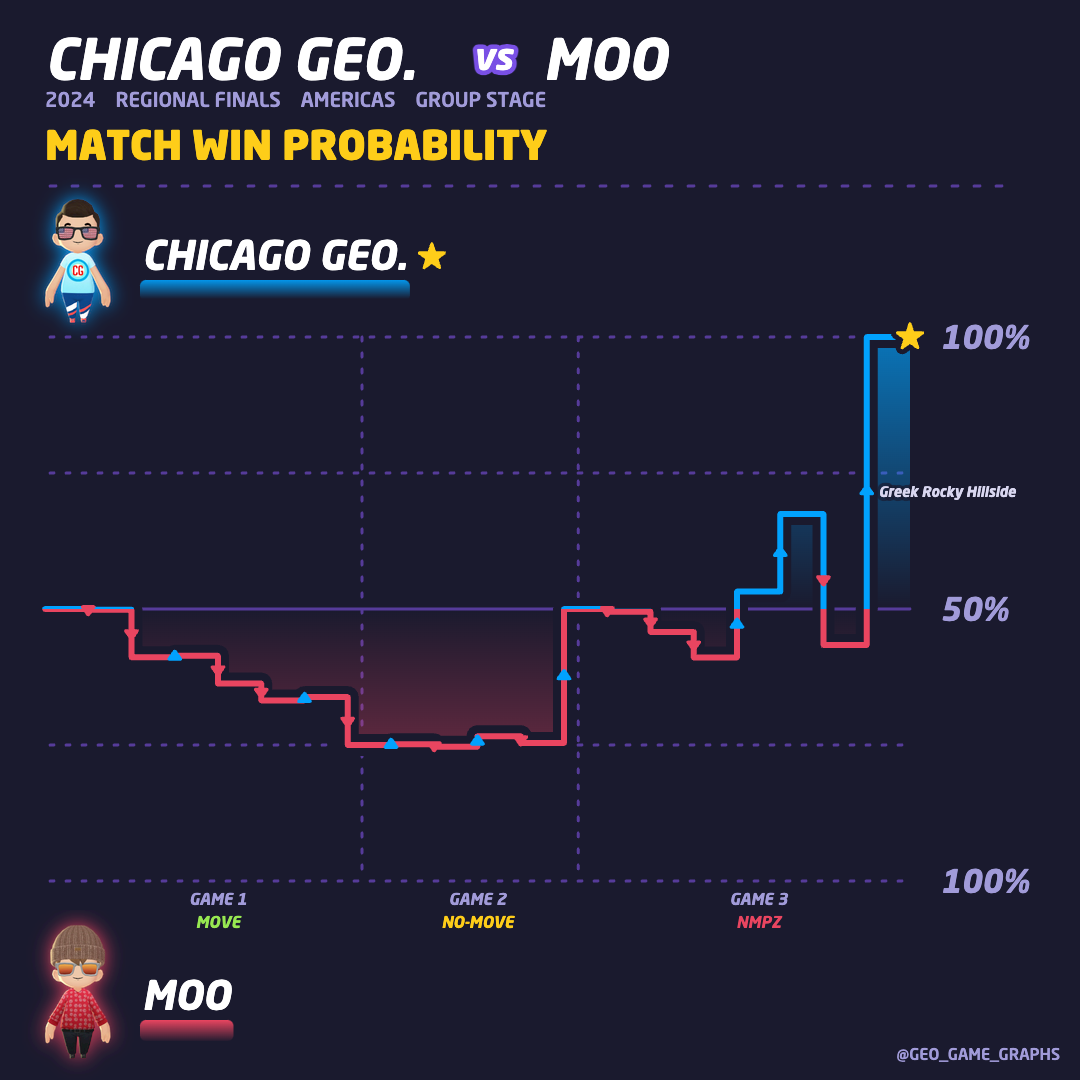 CHICAGO GEO. VS MOO
2024 REGIONAL FINALS AMERICAS GROUP STAGE
MATCH WIN PROBABILITY
CHICAGO GEO.
CG
100%
Greek Rocky Hillside
50%
100%
GAME 1 GAME 2 GAME 3
MOVE NO-MOVE NMPZ
MOO
@GEO_GAME_GRAPHS